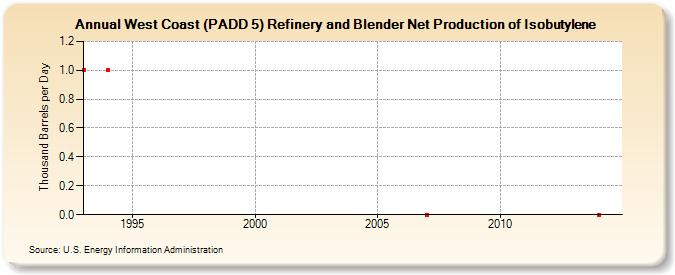 Annual West Coast (PADD 5) Refinery and Blender Net Production of Isobutylene
Thousand Barrels per Day
1.2
1.0
0.8
0.6
0.4
0.2
0.0
1995 2000 2005 2010
Source: U.S. Energy Information Administration